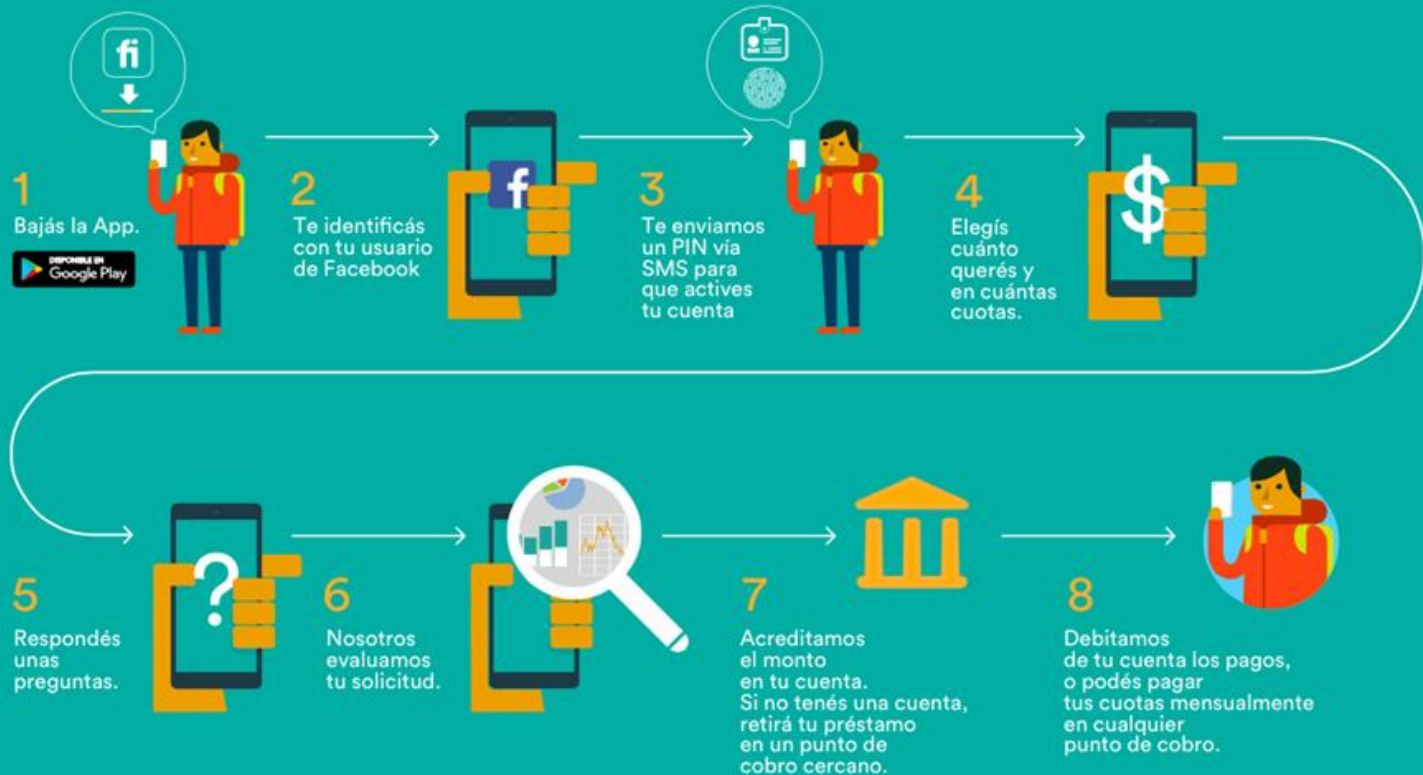 fi
1
Bajás la App.
DISPONIBLE EN
Google Play
2
Te identificás
con tu usuario
de Facebook
f
3
Te enviamos
un PIN vía
SMS para
que actives
tu cuenta
4
Elegís
cuánto
querés y
en cuántas
cuotas.
$
5
Respondés
unas
preguntas.
?
6
Nosotros
evaluamos
tu solicitud.
7
Acreditamos
el monto
en tu cuenta.
Si no tenés una cuenta,
retirá tu préstamo
en un punto de
cobro cercano.
8
Debitamos
de tu cuenta los pagos,
o podés pagar
tus cuotas mensualmente
en cualquier
punto de cobro.